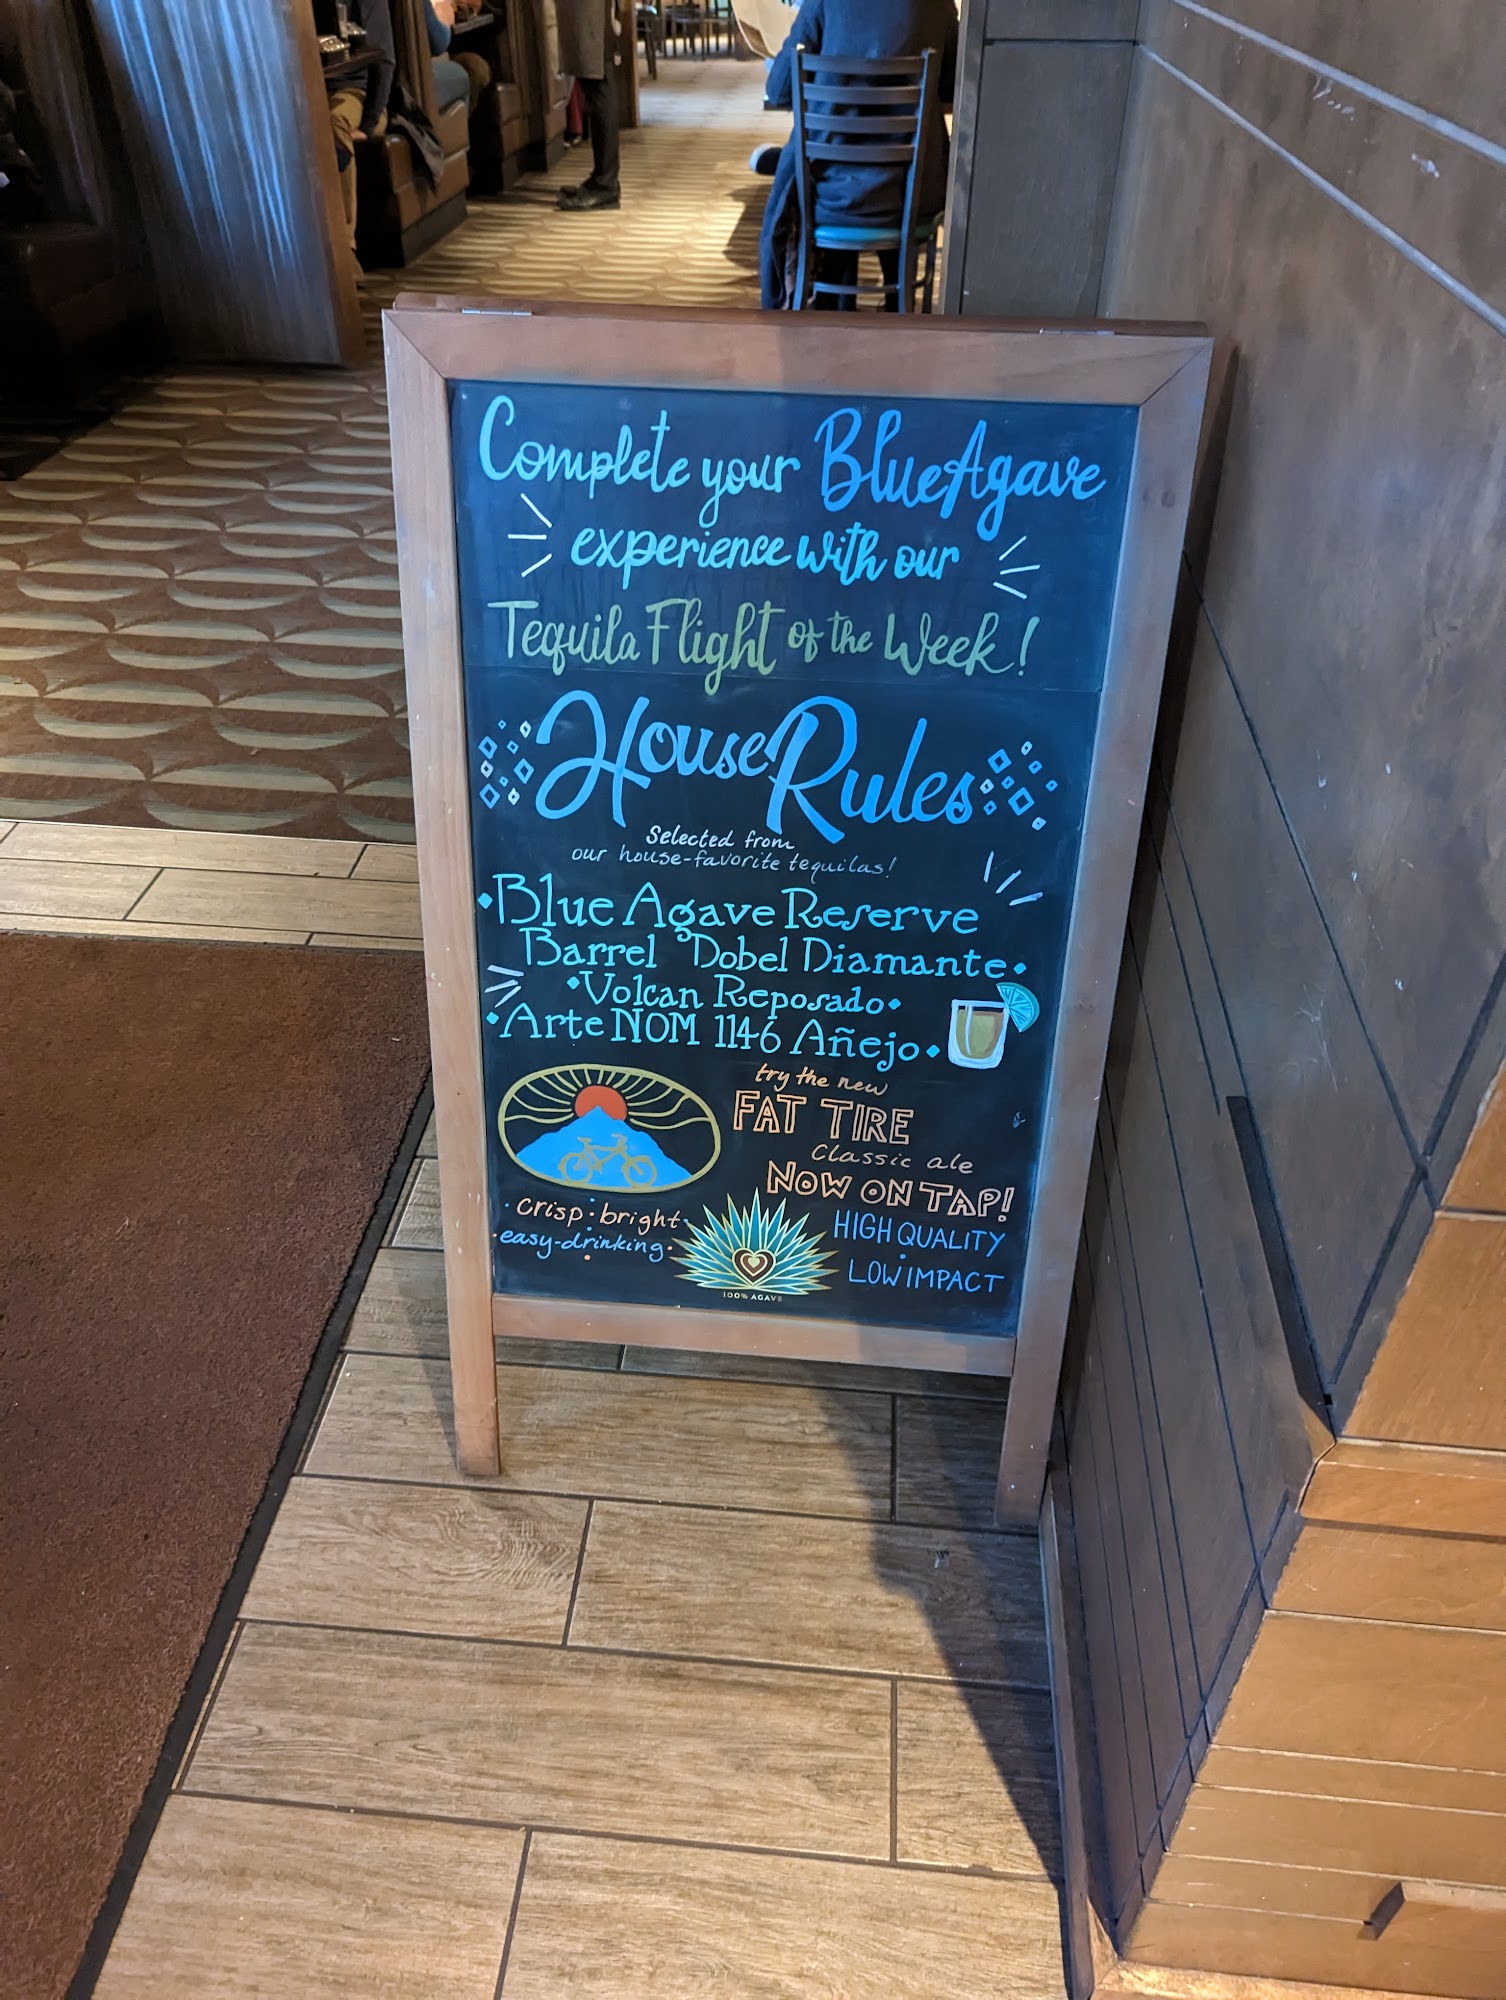 Complete your Blue Agave
experience with our
Tequila Flight of the Week!
House Rules
Selected from
our house-favorite tequilas!
•Blue Agave Reserve
Barrel Dobel Diamante•
•Volcan Reposado•
•Arte NOM 1146 Añejo•
try the new
FAT TIRE
Classic ale
NOW ON TAP!
•crisp•bright•
•easy-drinking•
HIGH QUALITY
•
LOW IMPACT
100% AGAVE